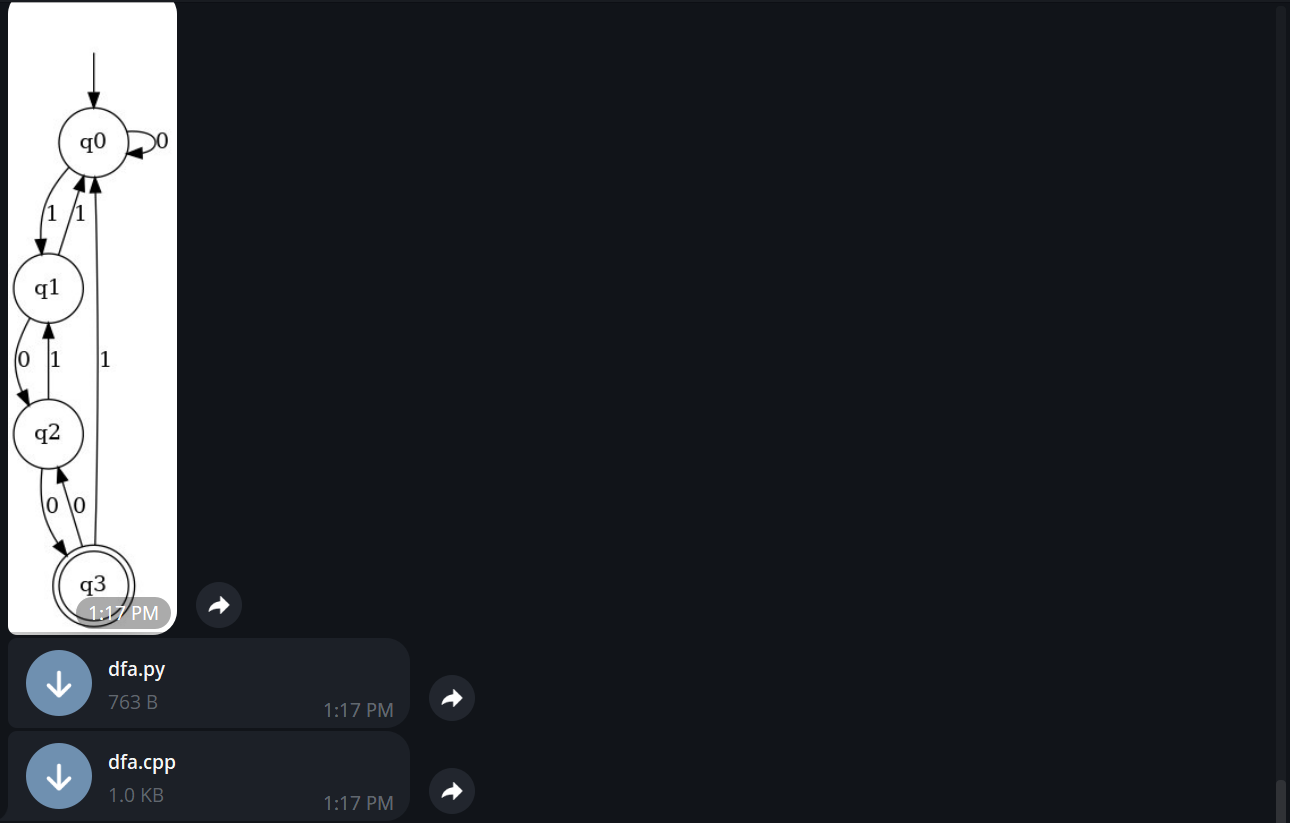 q0 0
1 1
q1
0 1 1
q2
0 0
q3
1:17 PM
dfa.py
763 B 1:17 PM
dfa.cpp
1.0 KB 1:17 PM